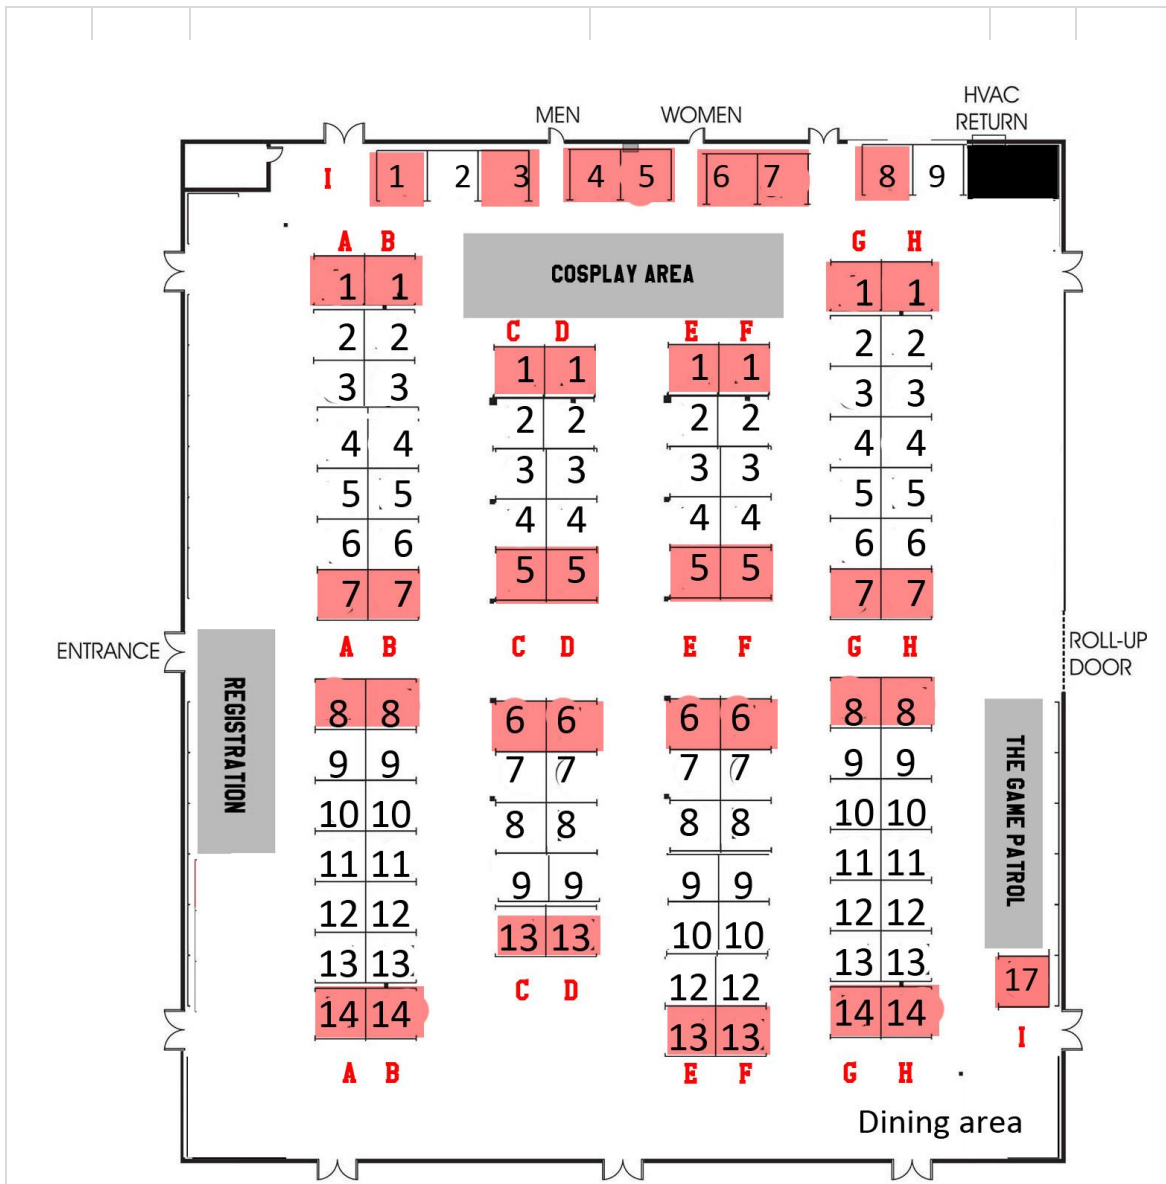 HVAC
RETURN
MEN WOMEN
I 1 2 3 4 5 6 7 8 9
A B G H
COSPLAY AREA
1 1 1 1
C D E F
2 2 2 2
1 1 1 1
3 3 3 3
2 2 2 2
4 4 4 4
3 3 3 3
5 5 5 5
4 4 4 4
6 6 6 6
5 5 5 5
7 7 7 7
ENTRANCE A B C D E F G H ROLL-UP
DOOR
REGISTRATION
THE GAME PATROL
8 8 6 6 6 6 8 8
9 9 7 7 7 7 9 9
10 10 8 8 8 8 10 10
11 11 9 9 9 9 11 11
12 12 13 13 10 10 12 12
13 13 12 12 13 13 17
C D
14 14 13 13 14 14
I
A B E F G H
Dining area